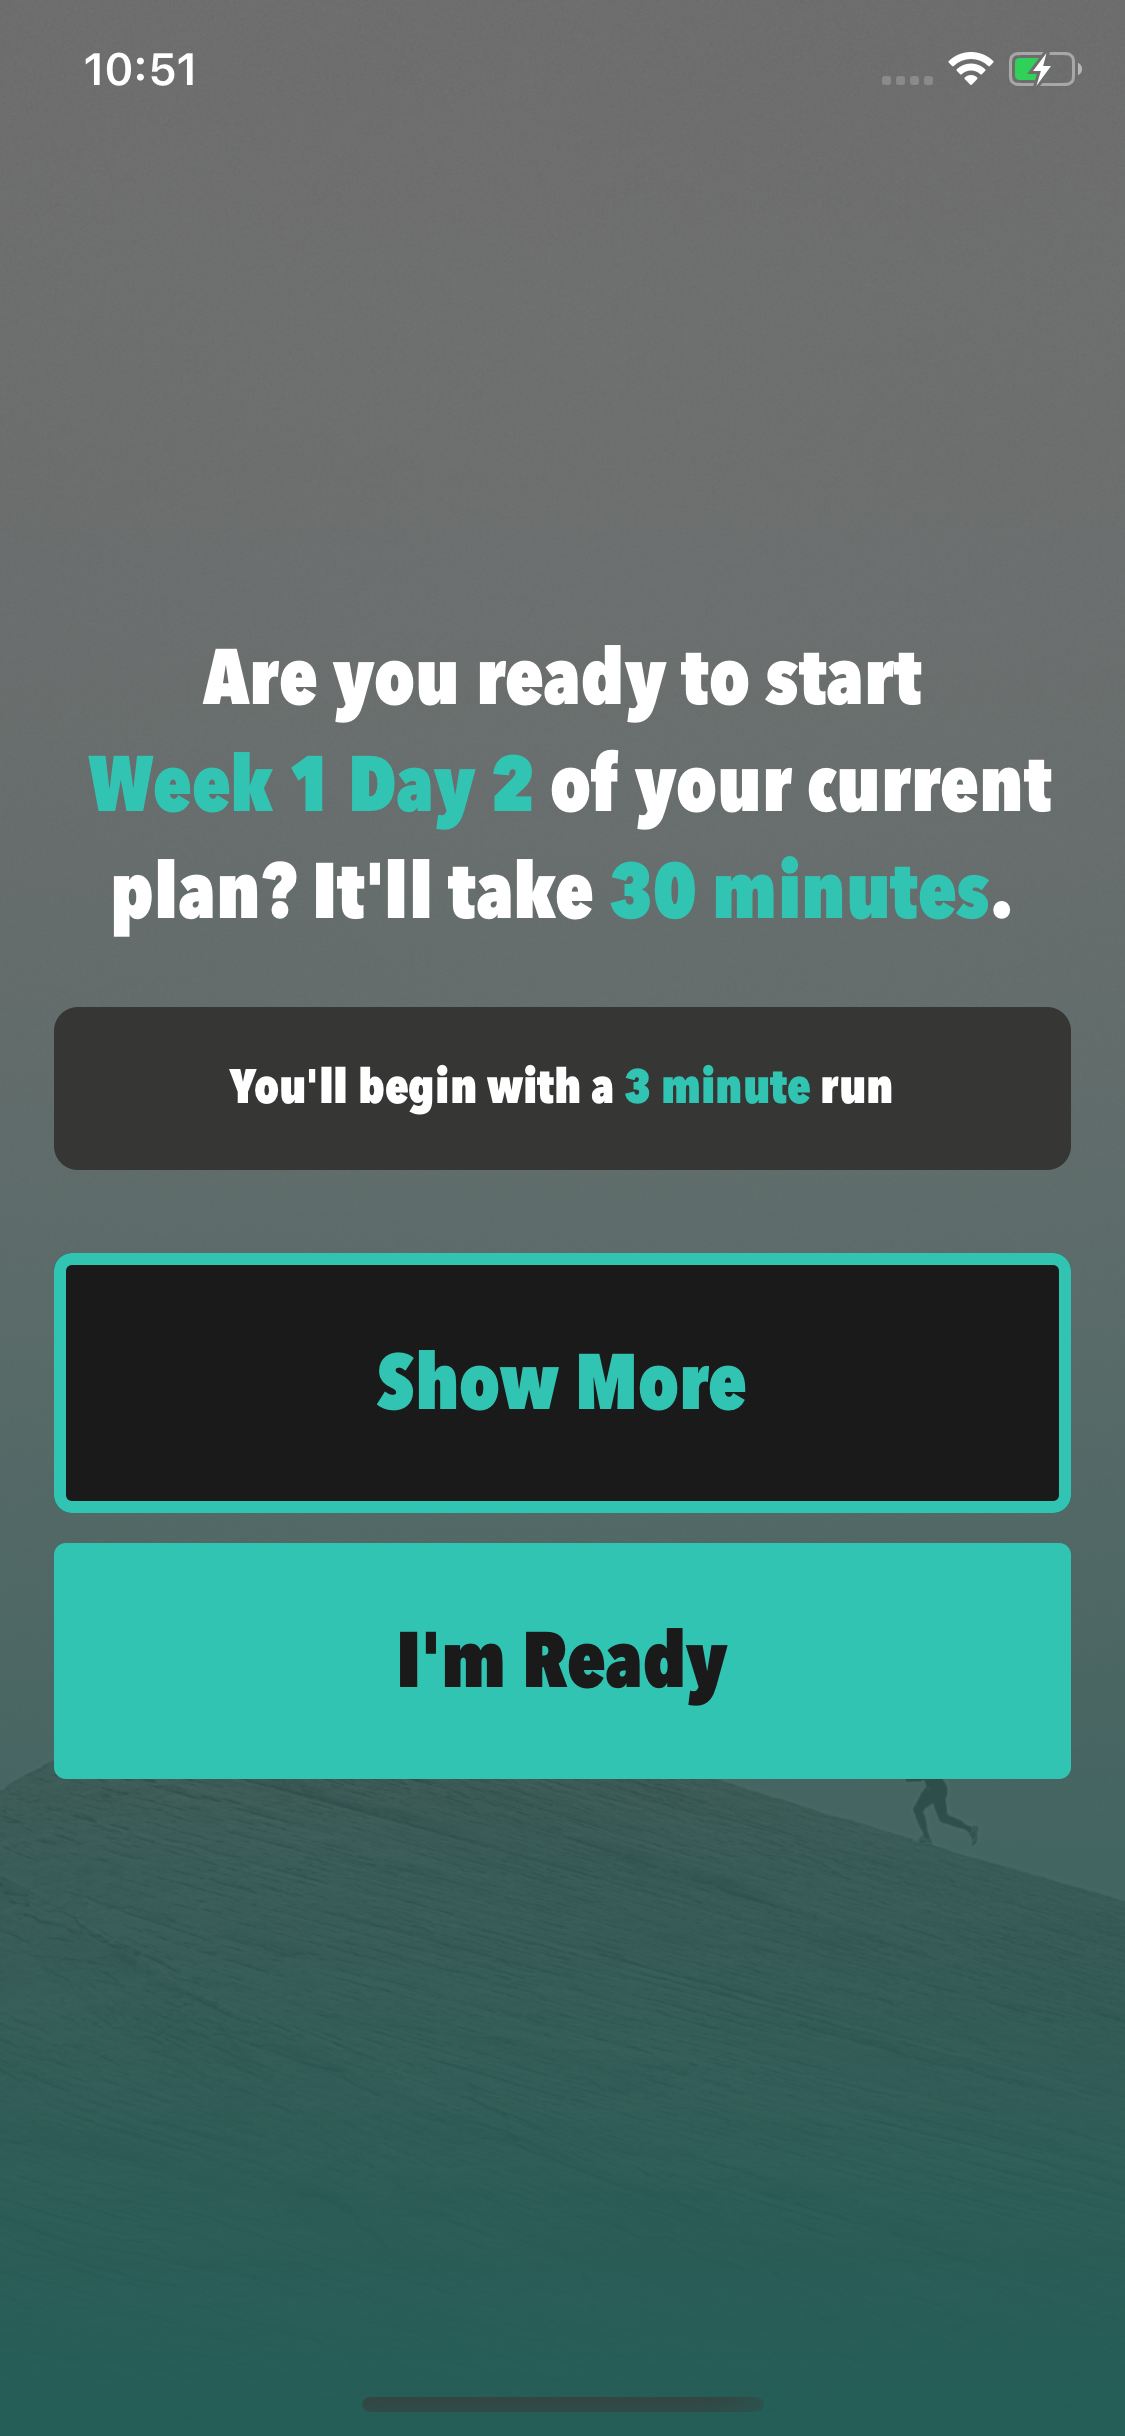 10:51
Are you ready to start
Week 1 Day 2 of your current
plan? It'll take 30 minutes.
You'll begin with a 3 minute run
Show More
I'm Ready